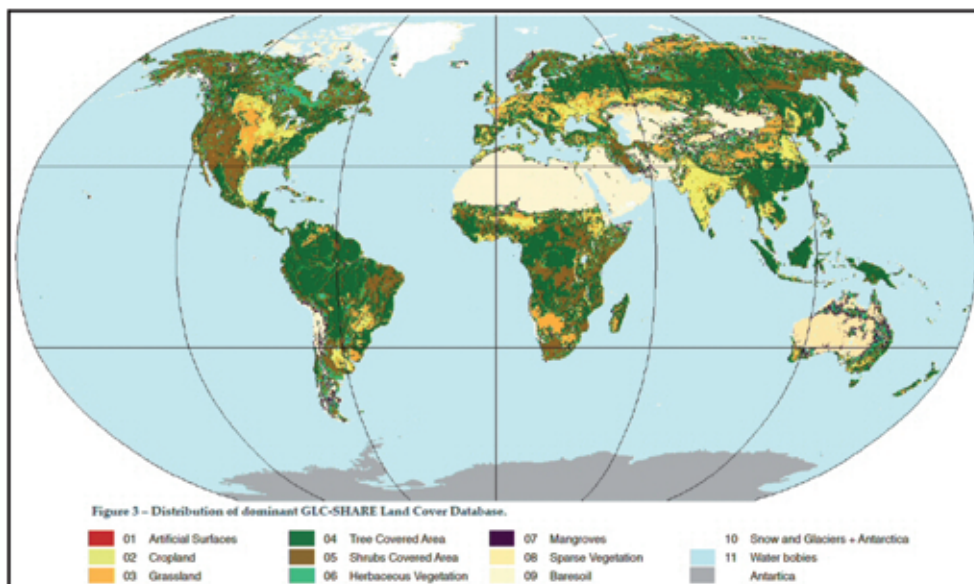 Figure 3 – Distribution of dominant GLC-SHARE Land Cover Database.
01 Artificial Surfaces
02 Cropland
03 Grassland
04 Tree Covered Area
05 Shrubs Covered Area
06 Herbaceous Vegetation
07 Mangroves
08 Sparse Vegetation
09 Baresoil
10 Snow and Glaciers + Antarctica
11 Water bobies
Antartica